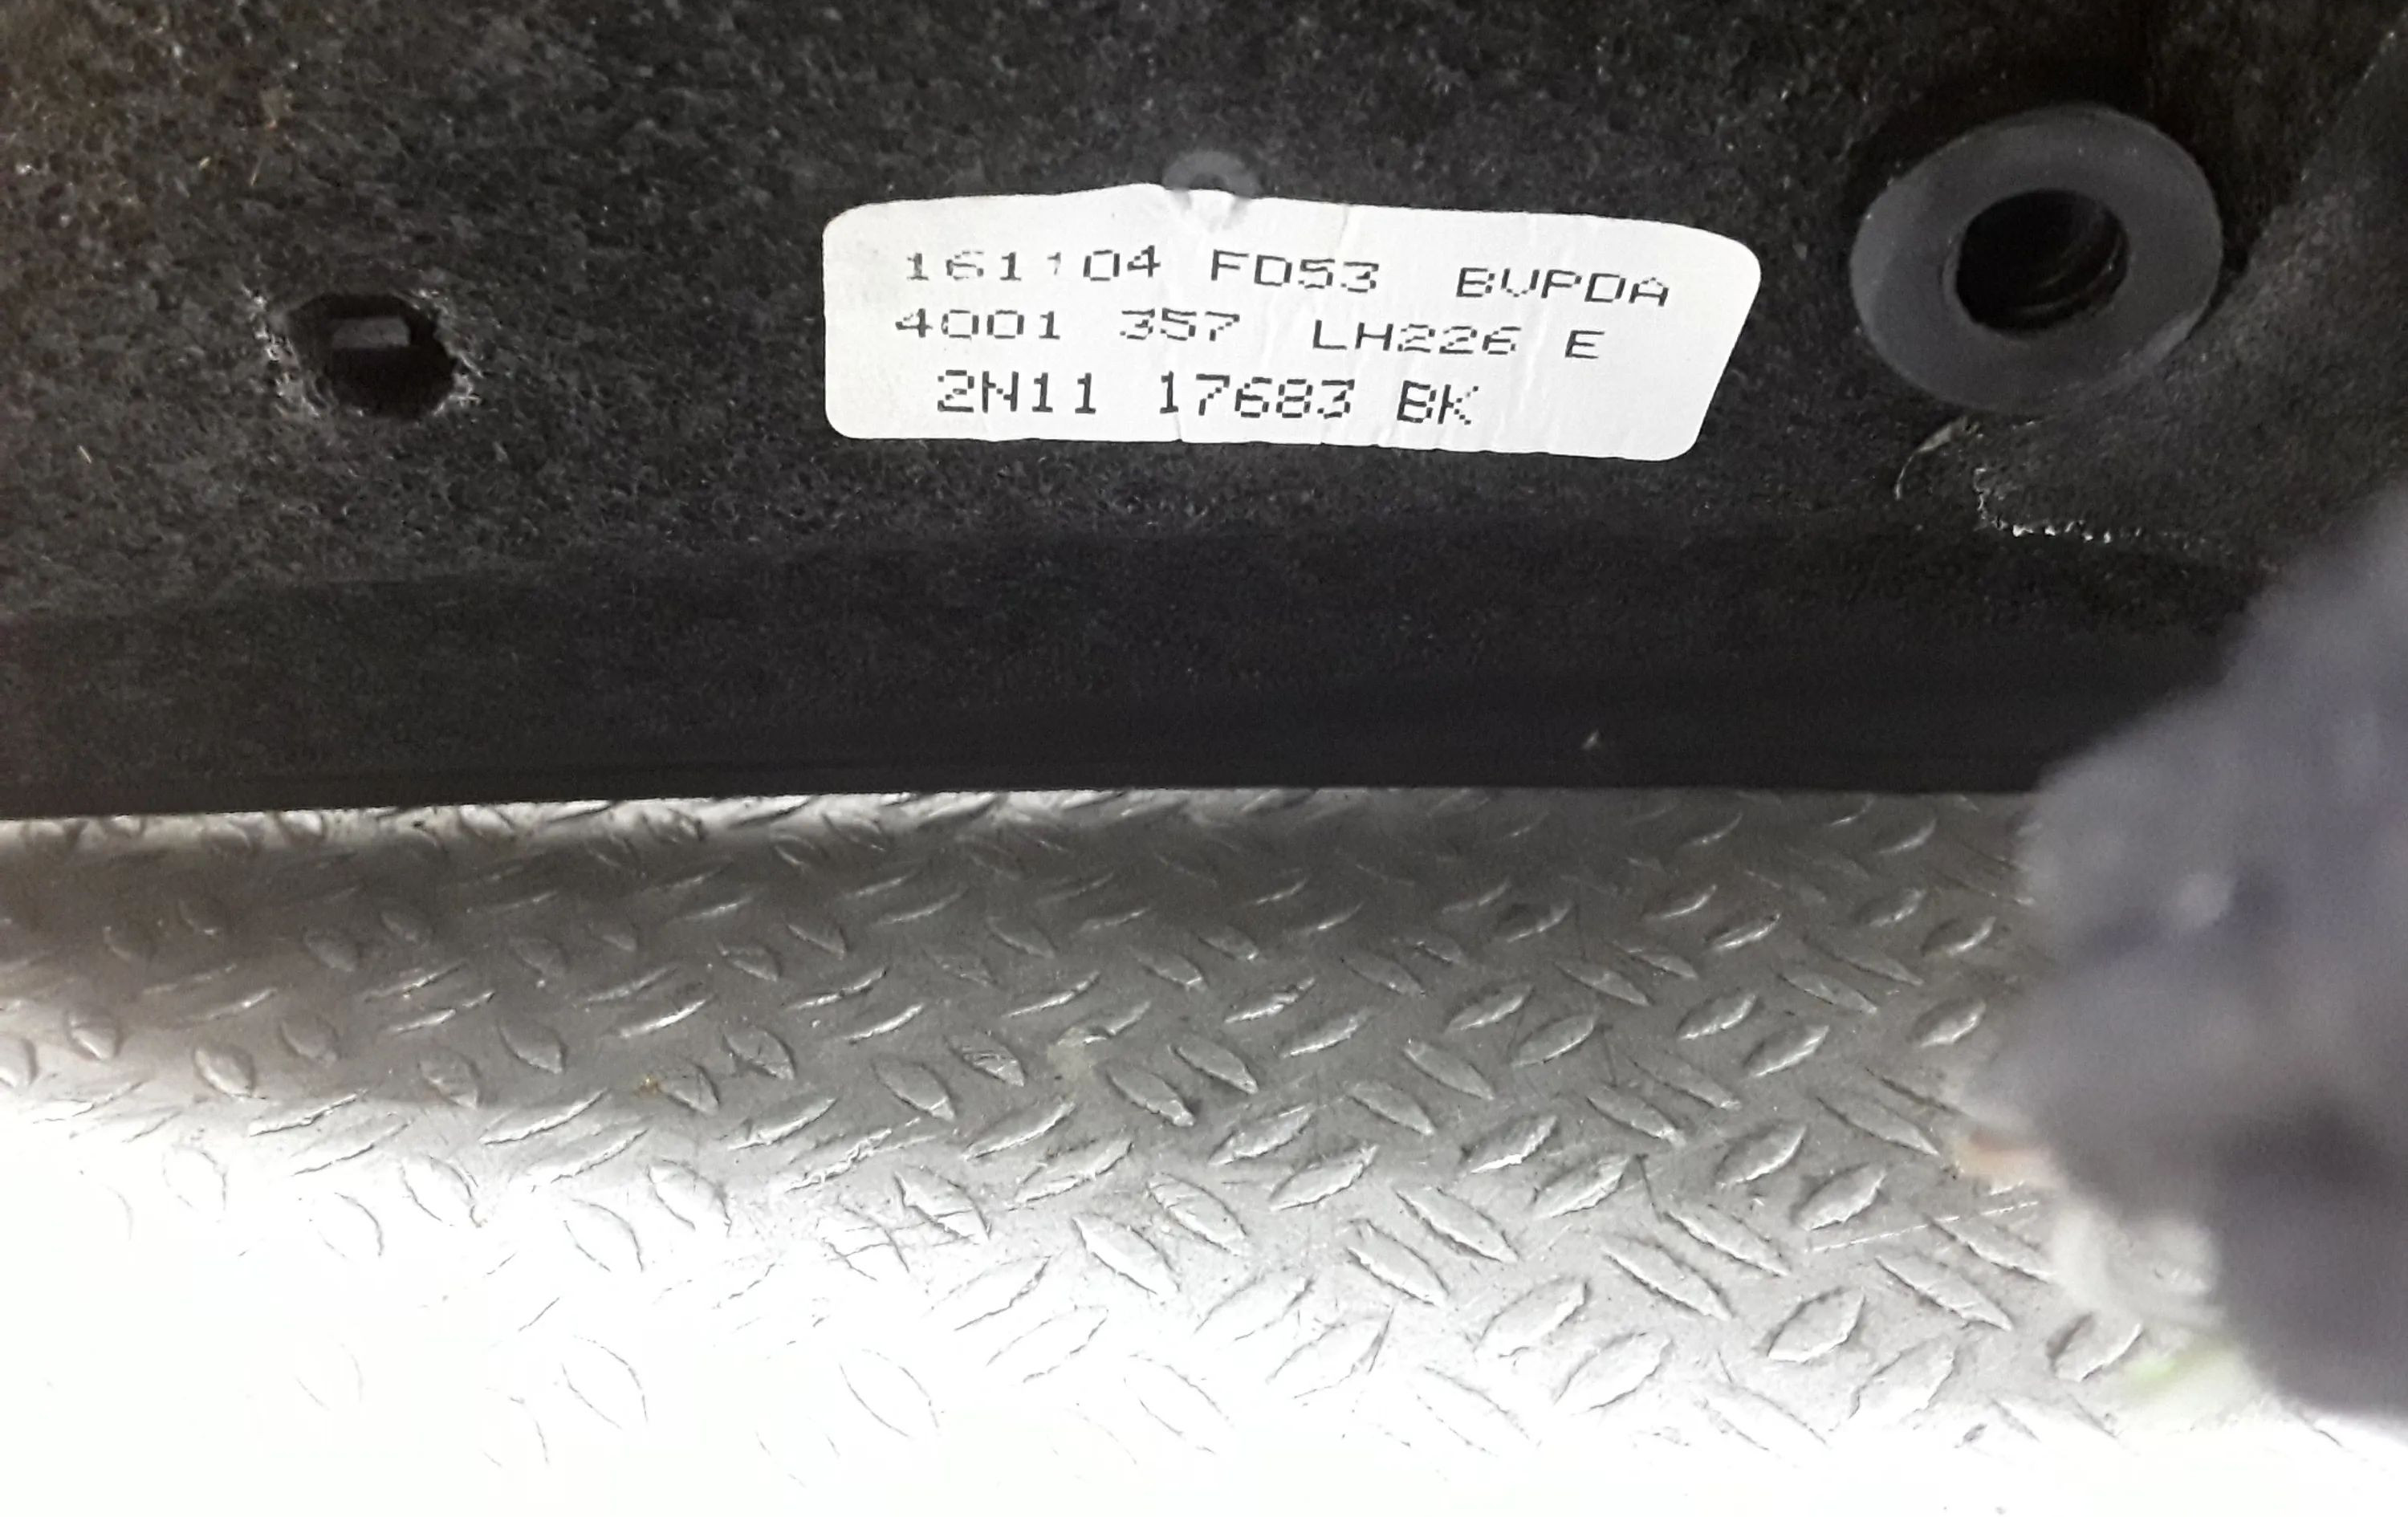 161104 FD53 BVPDA
4001 357 LH226 E
2N11 17683 BK